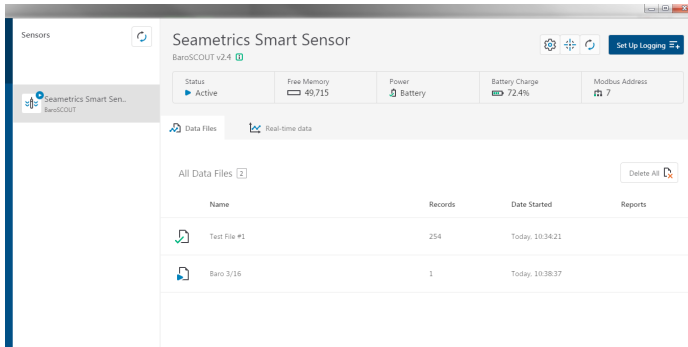 Sensors
Seametrics Smart Sensor
BaroSCOUT v2.4
Set Up Logging
Status
Active
Free Memory
49,715
Power
Battery
Battery Charge
72.4%
Modbus Address
7
Seametrics Smart Sen..
BaroSCOUT
Data Files
Real-time data
All Data Files 2
Delete All
Name Records Date Started Reports
Test File #1 254 Today, 10:34:21
Baro 3/16 1 Today, 10:38:37